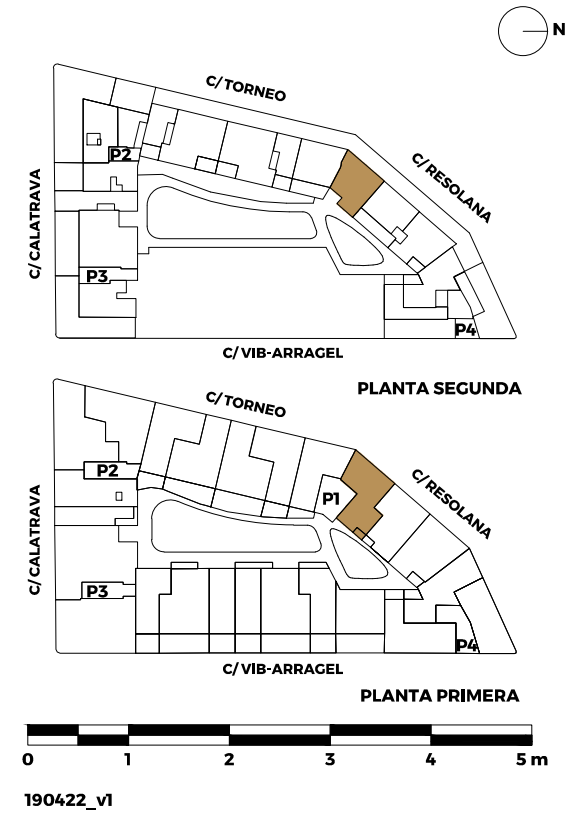 N
C/ TORNEO
C/ RESOLANA
P2
C/ CALATRAVA
P3
P4
C/ VIB-ARRAGEL
PLANTA SEGUNDA
C/ TORNEO
C/ RESOLANA
P2
P1
C/ CALATRAVA
P3
P4
C/ VIB-ARRAGEL
PLANTA PRIMERA
0 1 2 3 4 5 m
190422_v1